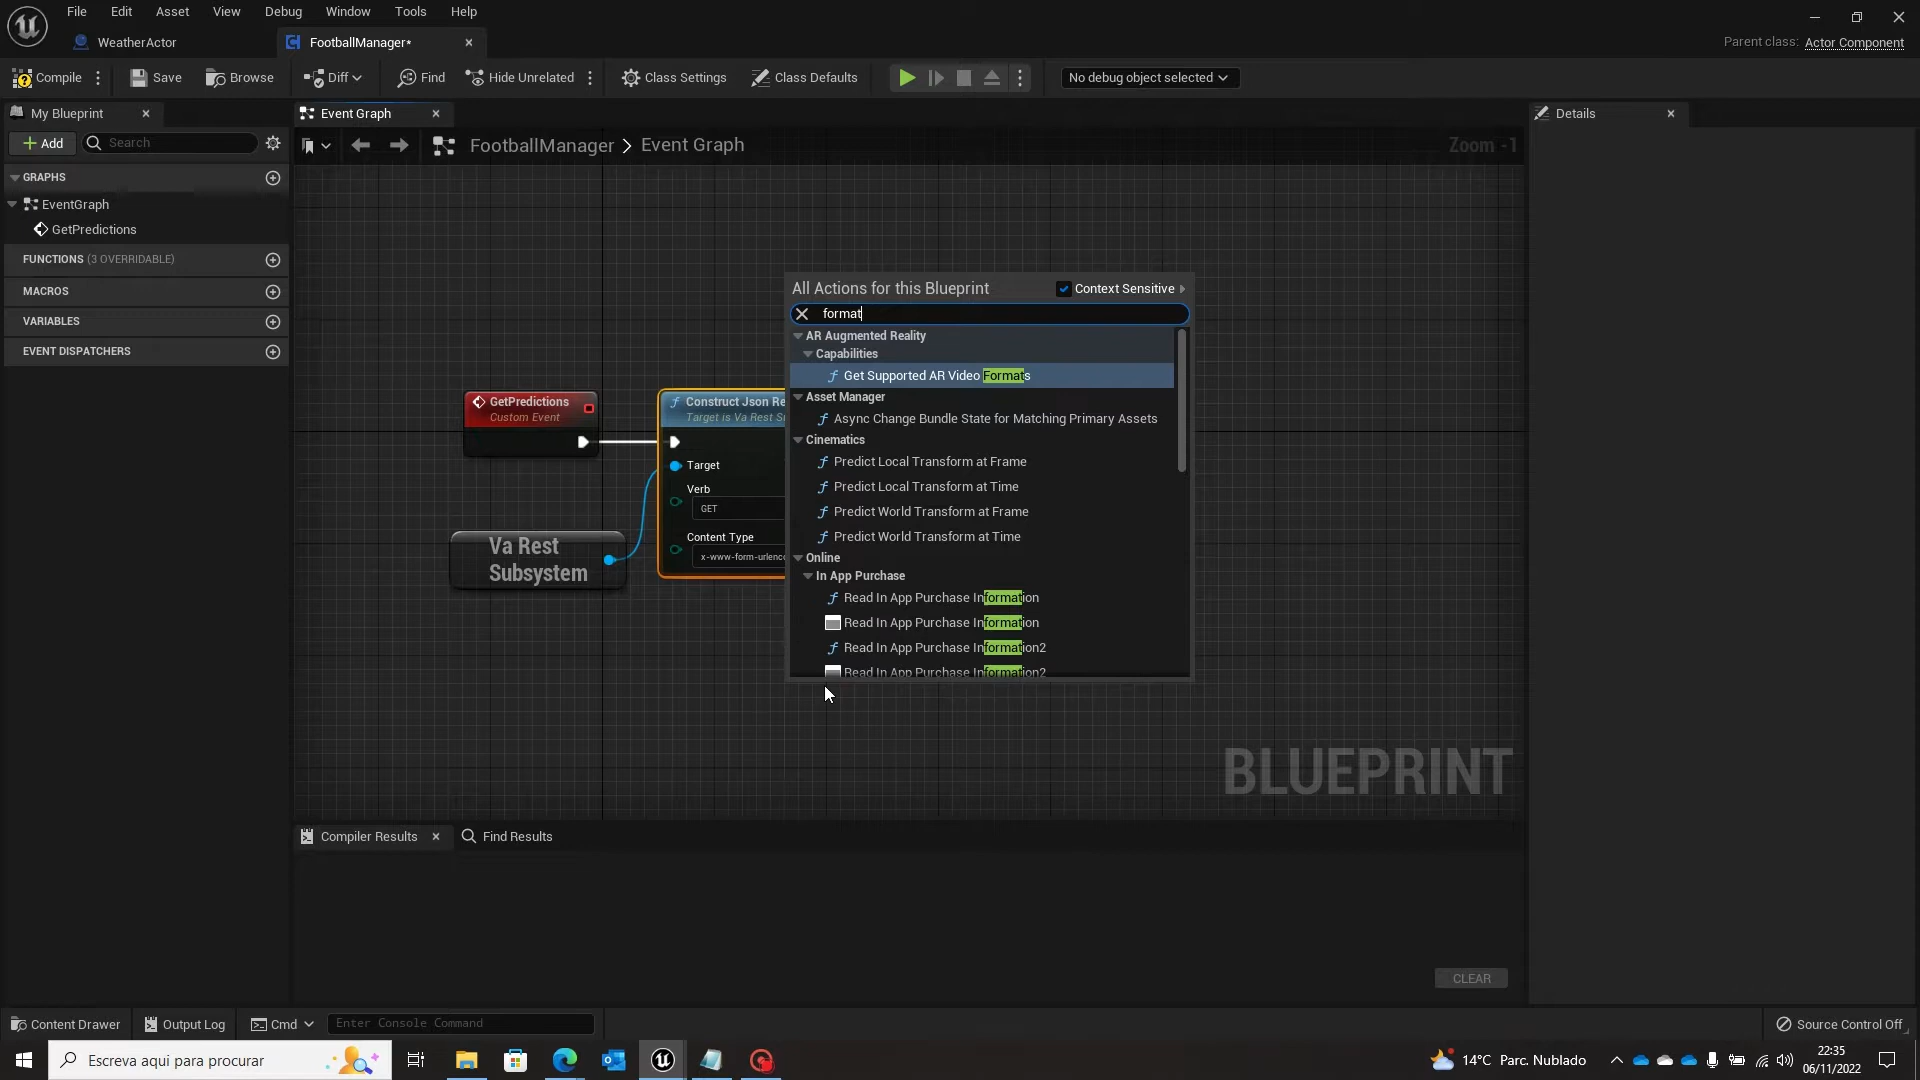 File Edit Asset View Debug Window Tools Help
WeatherActor
FootballManager*
Parent class: Actor Component
Compile
Save
Browse
Diff
Find
Hide Unrelated
Class Settings
Class Defaults
No debug object selected
My Blueprint
Event Graph
Details
Add
Search
FootballManager > Event Graph
Zoom -1
GRAPHS
EventGraph
GetPredictions
FUNCTIONS (3 OVERRIDABLE)
MACROS
VARIABLES
EVENT DISPATCHERS
GetPredictions
Custom Event
Va Rest
Subsystem
Construct Json Re
Target is Va Rest S
Target
Verb
GET
Content Type
x-www-form-urlenc
All Actions for this Blueprint
Context Sensitive
format
AR Augmented Reality
Capabilities
Get Supported AR Video Formats
Asset Manager
Async Change Bundle State for Matching Primary Assets
Cinematics
Predict Local Transform at Frame
Predict Local Transform at Time
Predict World Transform at Frame
Predict World Transform at Time
Online
In App Purchase
Read In App Purchase Information
Read In App Purchase Information
Read In App Purchase Information2
Read In App Purchase Information2
BLUEPRINT
Compiler Results
Find Results
CLEAR
Content Drawer
Output Log
Cmd
Enter Console Command
Source Control Off
Escreva aqui para procurar
14°C Parc. Nublado
22:35
06/11/2022